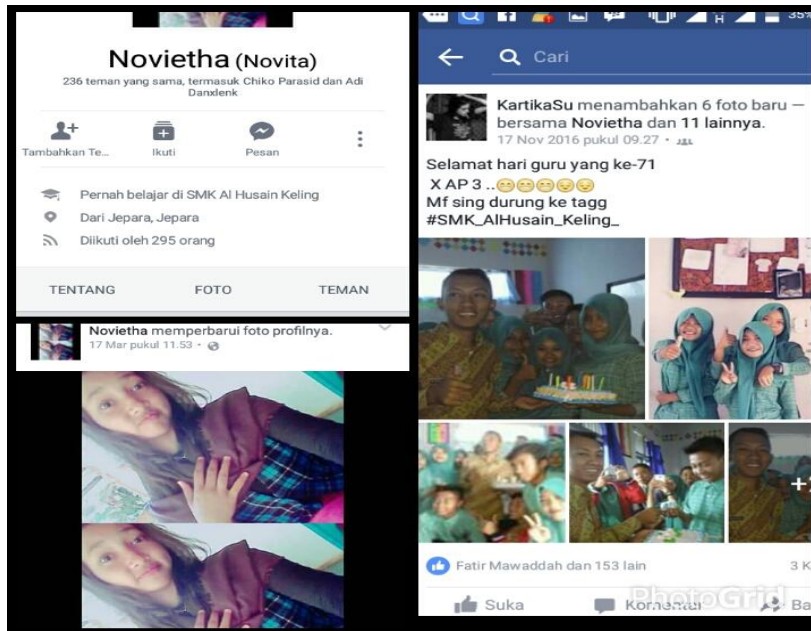 Novietha (Novita)
236 teman yang sama, termasuk Chiko Parasid dan Adi
Danxlenk
Tambahkan Te...
Ikuti
Pesan
Pernah belajar di SMK Al Husain Keling
Dari Jepara, Jepara
Diikuti oleh 295 orang
TENTANG
FOTO
TEMAN
Novietha memperbarui foto profilnya.
17 Mar pukul 11.53
H
35%
Cari
KartikaSu menambahkan 6 foto baru —
bersama Novietha dan 11 lainnya.
17 Nov 2016 pukul 09.27
Selamat hari guru yang ke-71
X AP 3 ..😁😁😁😔😔
Mf sing durung ke tagg
#SMK_AlHusain_Keling_
Fatir Mawaddah dan 153 lain
3 K
Suka
Komentar
Ba
PhotoGrid